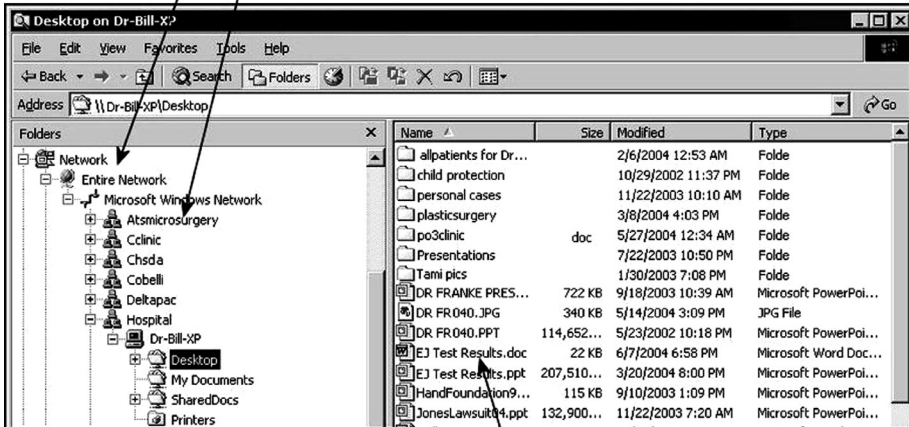 Desktop on Dr-Bill-XP
File Edit View Favorites Tools Help
Back Search Folders
Address \\Dr-Bill-XP\Desktop Go
Folders x
Network
Entire Network
Microsoft Windows Network
Atsmicrosurgery
Cclinic
Chsda
Cobelli
Deltapac
Hospital
Dr-Bill-XP
Desktop
My Documents
SharedDocs
Printers
Name Size Modified Type
allpatients for Dr... 2/6/2004 12:53 AM Folde
child protection 10/29/2002 11:37 PM Folde
personal cases 11/22/2003 10:10 AM Folde
plasticsurgery 3/8/2004 4:03 PM Folde
po3clinic doc 5/27/2004 12:34 AM Folde
Presentations 7/22/2003 10:50 PM Folde
Tami pics 1/30/2003 7:08 PM Folde
DR FRANKE PRES... 722 KB 9/18/2003 10:39 AM Microsoft PowerPoi...
DR FR040.JPG 340 KB 5/14/2004 3:09 PM JPG File
DR FR040.PPT 114,652... 5/23/2002 10:18 PM Microsoft PowerPoi...
EJ Test Results.doc 22 KB 6/7/2004 6:58 PM Microsoft Word Doc...
EJ Test Results.ppt 207,510... 3/20/2004 8:00 PM Microsoft PowerPoi...
HandFoundation9... 115 KB 9/10/2003 1:09 PM Microsoft PowerPoi...
JonesLawsuit04.ppt 132,900... 11/22/2003 7:20 AM Microsoft PowerPoi...